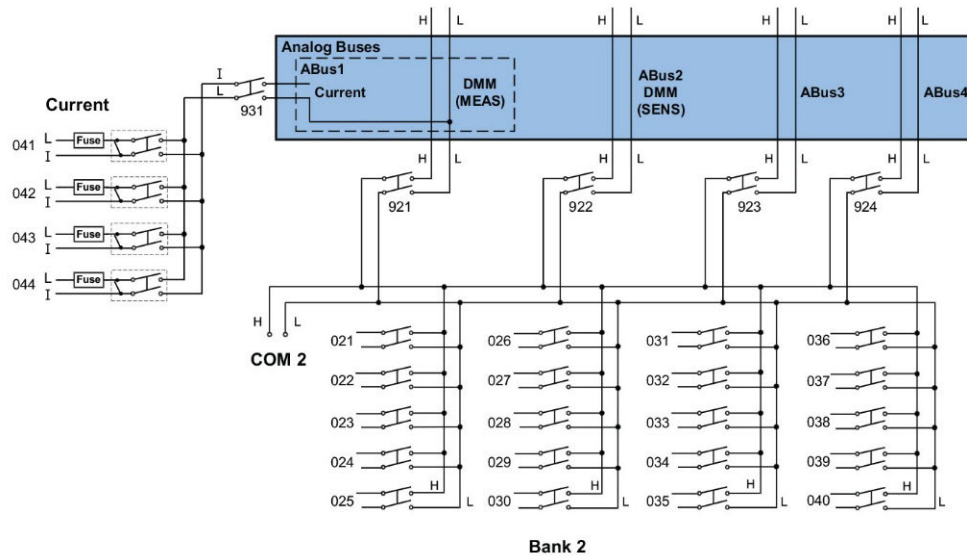 H L H L H L H L
Analog Buses
ABus1
I
L
931
Current
DMM
(MEAS)
ABus2
DMM
(SENS)
ABus3
ABus4
Current
041 L Fuse
I
042 L Fuse
I
043 L Fuse
I
044 L Fuse
I
H L H L H L H L
921 922 923 924
H L
COM 2
021 026 031 036
022 027 032 037
023 028 033 038
024 029 034 039
H H H H
025 L 030 L 035 L 040 L
Bank 2